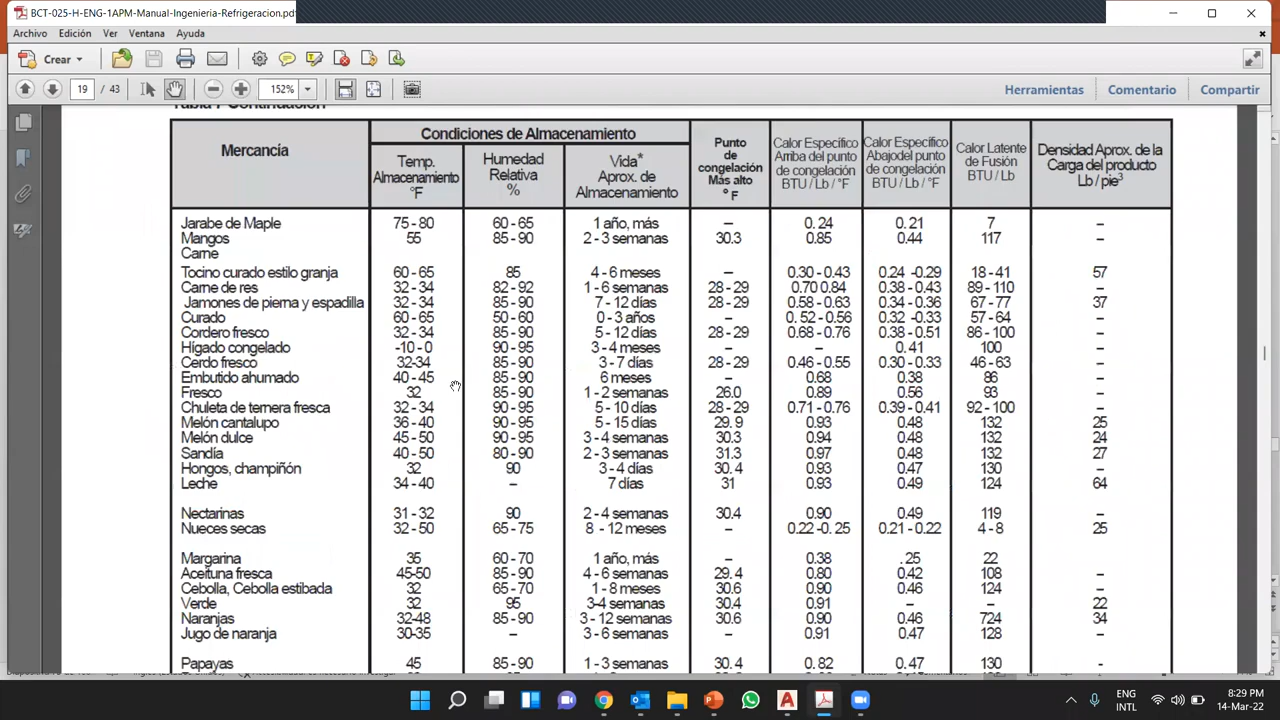 BCT-025-H-ENG-1APM-Manual-Ingenieria-Refrigeracion.pdf
Archivo Edición Ver Ventana Ayuda
Crear
19 / 43 152% Herramientas Comentario Compartir
Tabla 7 Continuación
Mercancía
Condiciones de Almacenamiento
Temp.
Almacenamiento
°F
Humedad
Relativa
%
Vida*
Aprox. de
Almacenamiento
Punto
de
congelación
Más alto
° F
Calor Específico
Arriba del punto
de congelación
BTU / Lb / °F
Calor Específico
Abajodel punto
de congelación
BTU / Lb / °F
Calor Latente
de Fusión
BTU / Lb
Densidad Aprox. de la
Carga del producto
Lb / pie³
Jarabe de Maple 75 - 80 60 - 65 1 año, más – 0. 24 0. 21 7 –
Mangos 55 85 - 90 2 - 3 semanas 30.3 0.85 0.44 117 –
Carne
Tocino curado estilo granja 60 - 65 85 4 - 6 meses – 0.30 - 0.43 0.24 -0.29 18 - 41 57
Carne de res 32 - 34 82 - 92 1 - 6 semanas 28 - 29 0.70 0.84 0.38 - 0.43 89 - 110 –
Jamones de pierna y espadilla 32 - 34 85 - 90 7 - 12 días 28 - 29 0.58 - 0.63 0.34 - 0.36 67 - 77 37
Curado 60 - 65 50 - 60 0 - 3 años – 0. 52 - 0.56 0.32 -0.33 57 - 64 –
Cordero fresco 32 - 34 85 - 90 5 - 12 días 28 - 29 0.68 - 0.76 0.38 - 0.51 86 - 100 –
Hígado congelado -10 - 0 90 - 95 3 - 4 meses – – 0.41 100 –
Cerdo fresco 32-34 85 - 90 3 - 7 días 28 - 29 0.46 - 0.55 0.30 - 0.33 46 - 63 –
Embutido ahumado 40 - 45 85 - 90 6 meses – 0.68 0.38 86 –
Fresco 32 85 - 90 1 - 2 semanas 26.0 0.89 0.56 93 –
Chuleta de ternera fresca 32 - 34 90 - 95 5 - 10 días 28 - 29 0.71 - 0.76 0.39 - 0.41 92 - 100 –
Melón cantalupo 36 - 40 90 - 95 5 - 15 días 29. 9 0.93 0.48 132 25
Melón dulce 45 - 50 90 - 95 3 - 4 semanas 30.3 0.94 0.48 132 24
Sandía 40 - 50 80 - 90 2 - 3 semanas 31.3 0.97 0.48 132 27
Hongos, champiñón 32 90 3 - 4 días 30. 4 0.93 0.47 130 –
Leche 34 - 40 – 7 días 31 0.93 0.49 124 64
Nectarinas 31 - 32 90 2 - 4 semanas 30.4 0.90 0.49 119 –
Nueces secas 32 - 50 65 - 75 8 - 12 meses – 0.22 -0. 25 0.21 - 0.22 4 - 8 25
Margarina 35 60 - 70 1 año, más – 0.38 .25 22
Aceituna fresca 45-50 85 - 90 4 - 6 semanas 29. 4 0.80 0.42 108 –
Cebolla, Cebolla estibada 32 65 - 70 1 - 8 meses 30.6 0.90 0.46 124 –
Verde 32 95 3-4 semanas 30.4 0.91 – – 22
Naranjas 32-48 85 - 90 3 - 12 semanas 30.6 0.90 0.46 724 34
Jugo de naranja 30-35 – 3 - 6 semanas – 0.91 0.47 128 –
Papayas 45 85 - 90 1 - 3 semanas 30. 4 0. 82 0.47 130 -
ENG
INTL
8:29 PM
14-Mar-22